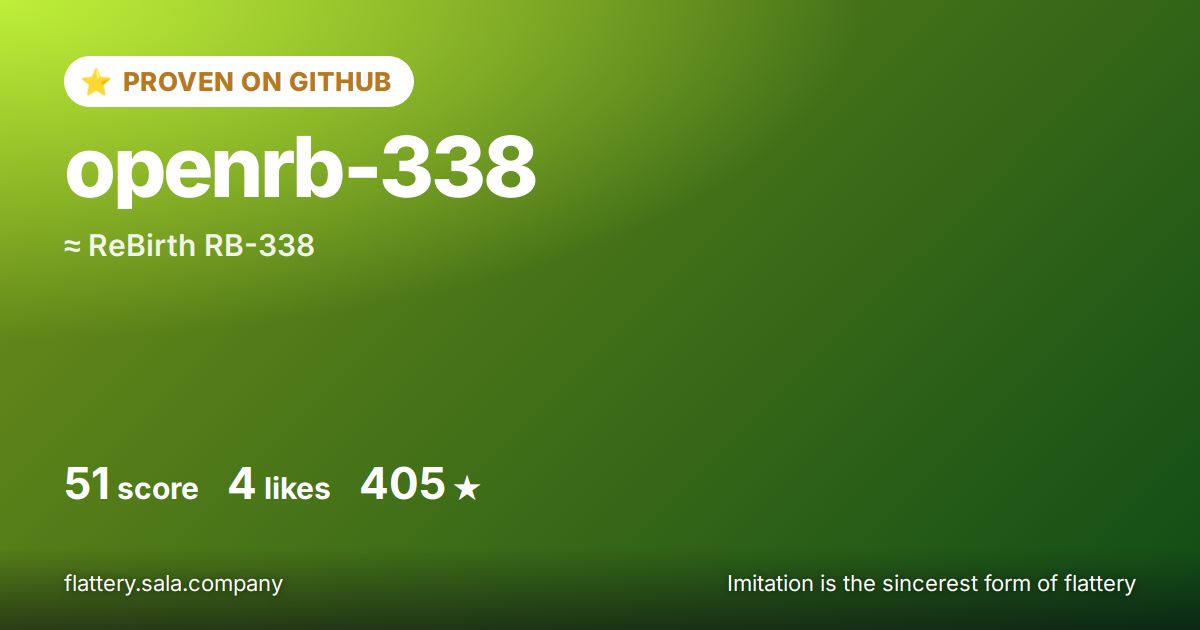 ⭐ PROVEN ON GITHUB
openrb-338
≈ ReBirth RB-338
51 score 4 likes 405 ★
flattery.sala.company
Imitation is the sincerest form of flattery